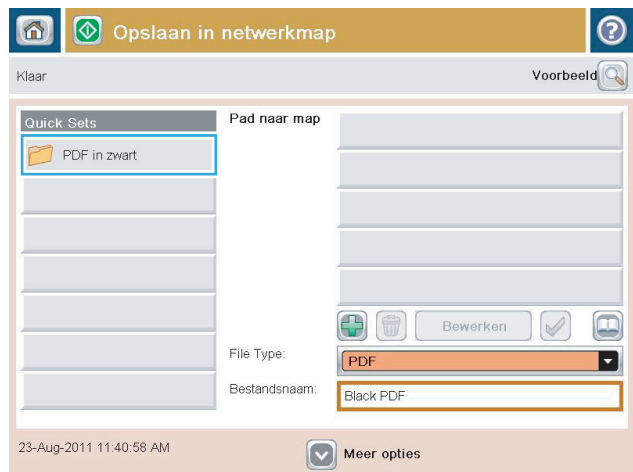 Opslaan in netwerkmap
?
Klaar
Voorbeeld
Quick Sets
Pad naar map
PDF in zwart
Bewerken
File Type:
PDF
Bestandsnaam:
Black PDF
23-Aug-2011 11:40:58 AM
Meer opties